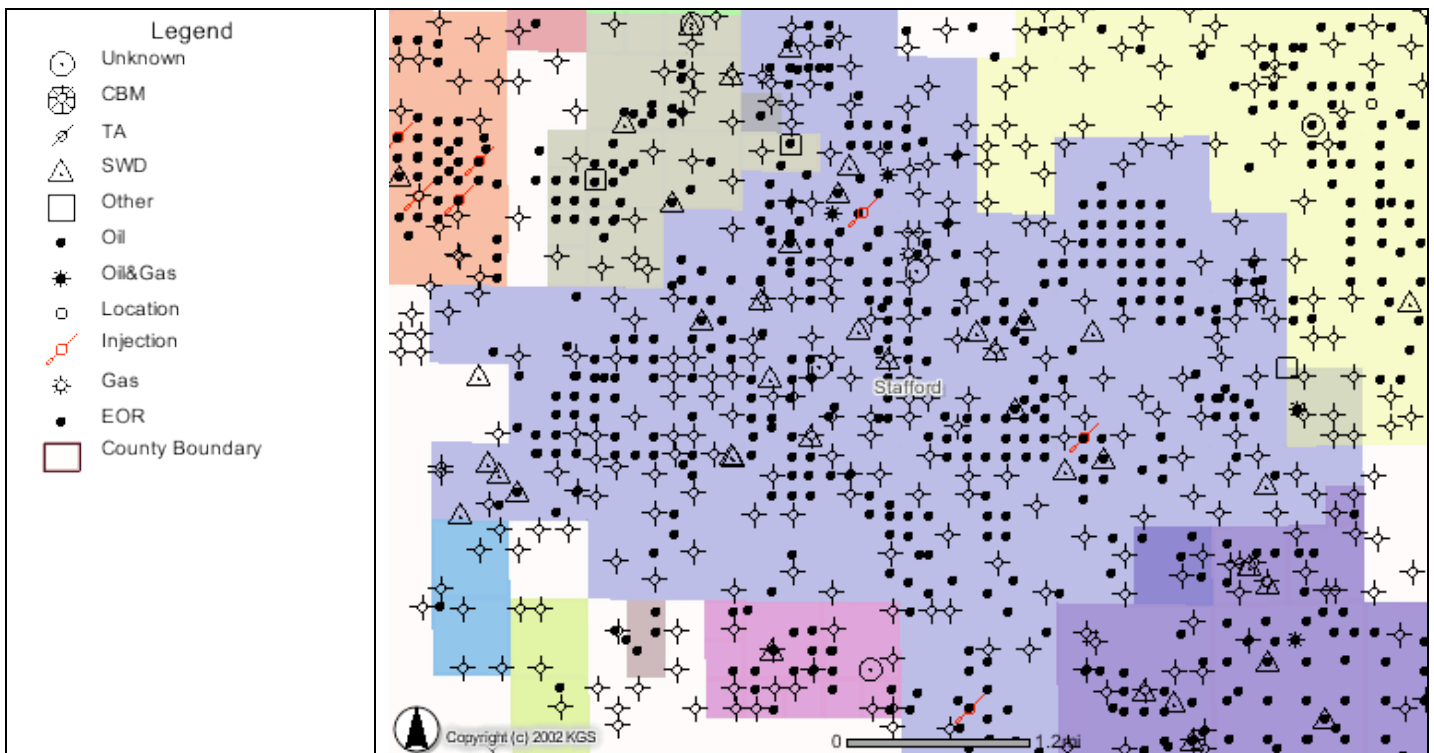 Legend
Unknown
CBM
TA
SWD
Other
Oil
Oil&Gas
Location
Injection
Gas
EOR
County Boundary
Stafford
Copyright (c) 2002 KGS
0 1.2 mi